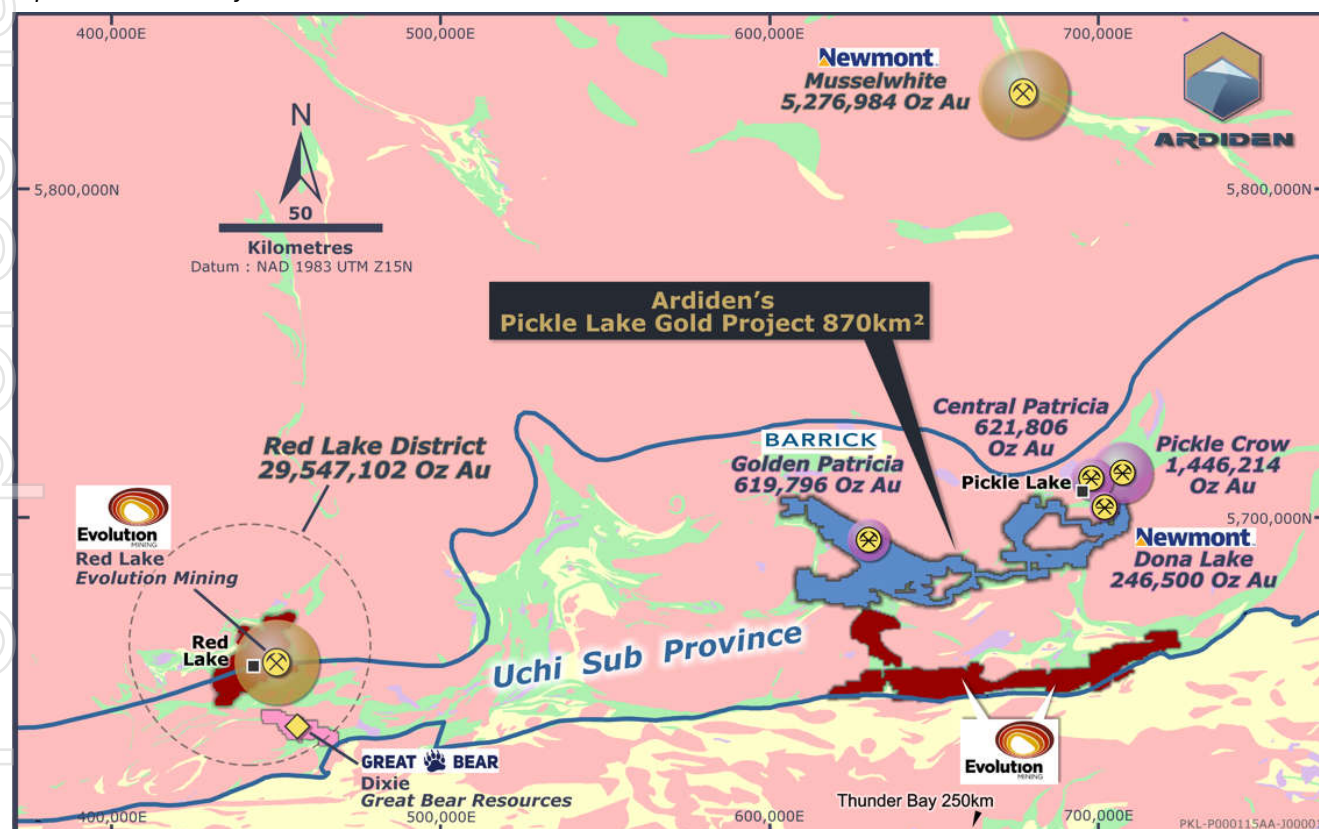 400,000E
500,000E
600,000E
700,000E
Newmont
Musselwhite
5,276,984 Oz Au
ARDIDEN
N
5,800,000N
5,800,000N
50
Kilometres
Datum : NAD 1983 UTM Z15N
Ardiden's
Pickle Lake Gold Project 870km²
Central Patricia
621,806
Oz Au
BARRICK
Golden Patricia
619,796 Oz Au
Pickle Lake
Pickle Crow
1,446,214
Oz Au
Red Lake District
29,547,102 Oz Au
Evolution
MINING
Red Lake
Evolution Mining
5,700,000N
Newmont
Dona Lake
246,500 Oz Au
Red
Lake
Uchi Sub Province
GREAT BEAR
Dixie
Great Bear Resources
Evolution
MINING
Thunder Bay 250km
400,000E
500,000E
600,000E
700,000E